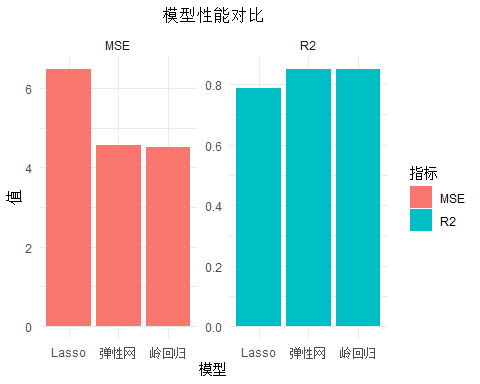 模型性能对比
MSE
R2
值
6
4
2
0
0.8
0.6
0.4
0.2
0.0
Lasso
弹性网
岭回归
Lasso
弹性网
岭回归
模型
指标
MSE
R2